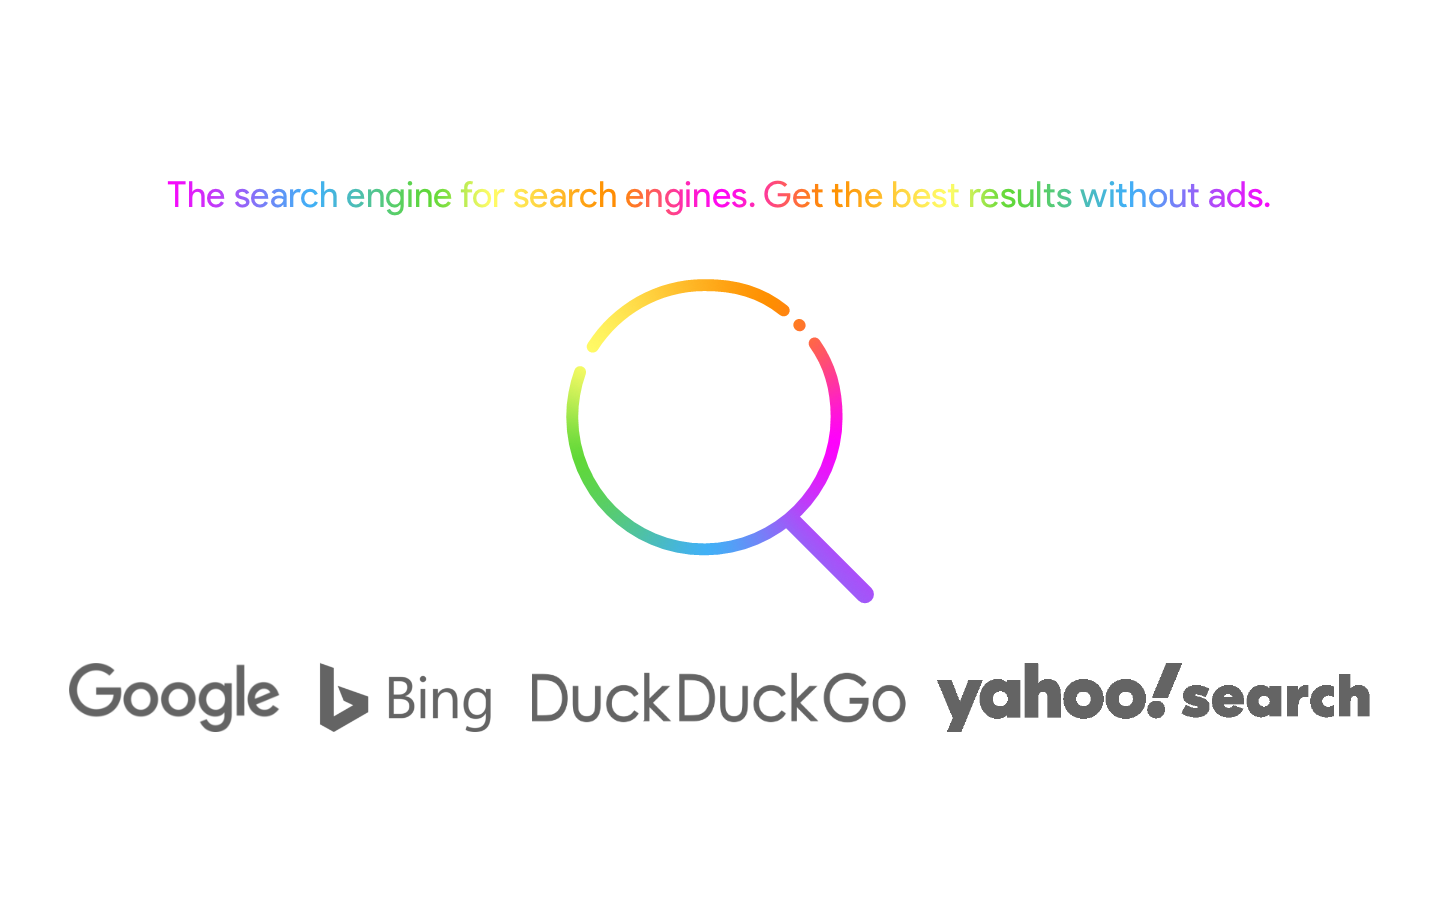 The search engine for search engines. Get the best results without ads.
Google Bing DuckDuckGo yahoo! search